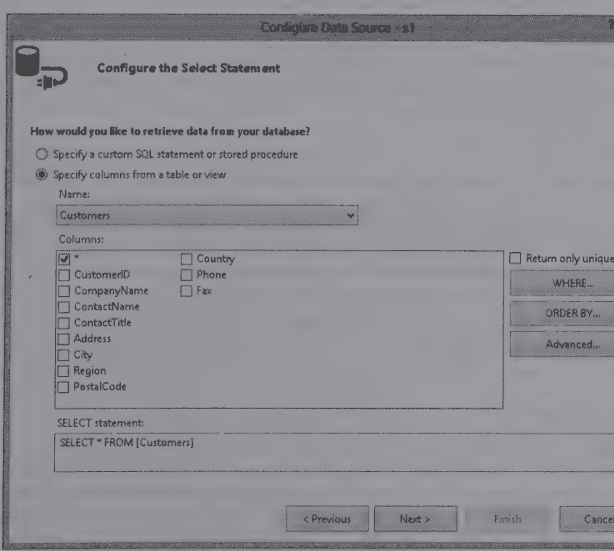 Configure Data Source - s1
?
Configure the Select Statement
How would you like to retrieve data from your database?
Specify a custom SQL statement or stored procedure
Specify columns from a table or view
Name:
Customers
Columns:
* Country
CustomerID Phone
CompanyName Fax
ContactName
ContactTitle
Address
City
Region
PostalCode
Return only unique
WHERE...
ORDER BY...
Advanced...
SELECT statement:
SELECT * FROM [Customers]
< Previous Next > Finish Cance